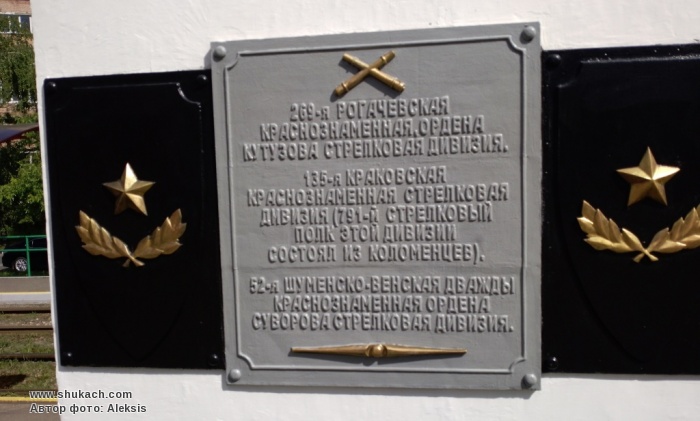 269-я РОГАЧЕВСКАЯ
КРАСНОЗНАМЕННАЯ, ОРДЕНА
КУТУЗОВА СТРЕЛКОВАЯ ДИВИЗИЯ.
135-я КРАКОВСКАЯ
КРАСНОЗНАМЕННАЯ СТРЕЛКОВАЯ
ДИВИЗИЯ (791-й СТРЕЛКОВЫЙ
ПОЛК ЭТОЙ ДИВИЗИИ
СОСТОЯЛ ИЗ КОЛОМЕНЦЕВ).
52-я ШУМЕНСКО-ВЕНСКАЯ ДВАЖДЫ
КРАСНОЗНАМЕННАЯ ОРДЕНА
СУВОРОВА СТРЕЛКОВАЯ ДИВИЗИЯ.
www.shukach.com
Автор фото: Aleksis